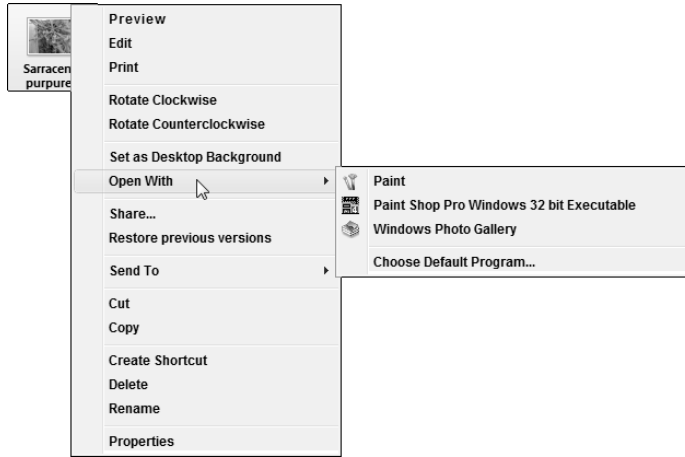 Sarracen
purpure
Preview
Edit
Print
Rotate Clockwise
Rotate Counterclockwise
Set as Desktop Background
Open With
Share...
Restore previous versions
Send To
Cut
Copy
Create Shortcut
Delete
Rename
Properties
Paint
Paint Shop Pro Windows 32 bit Executable
Windows Photo Gallery
Choose Default Program...